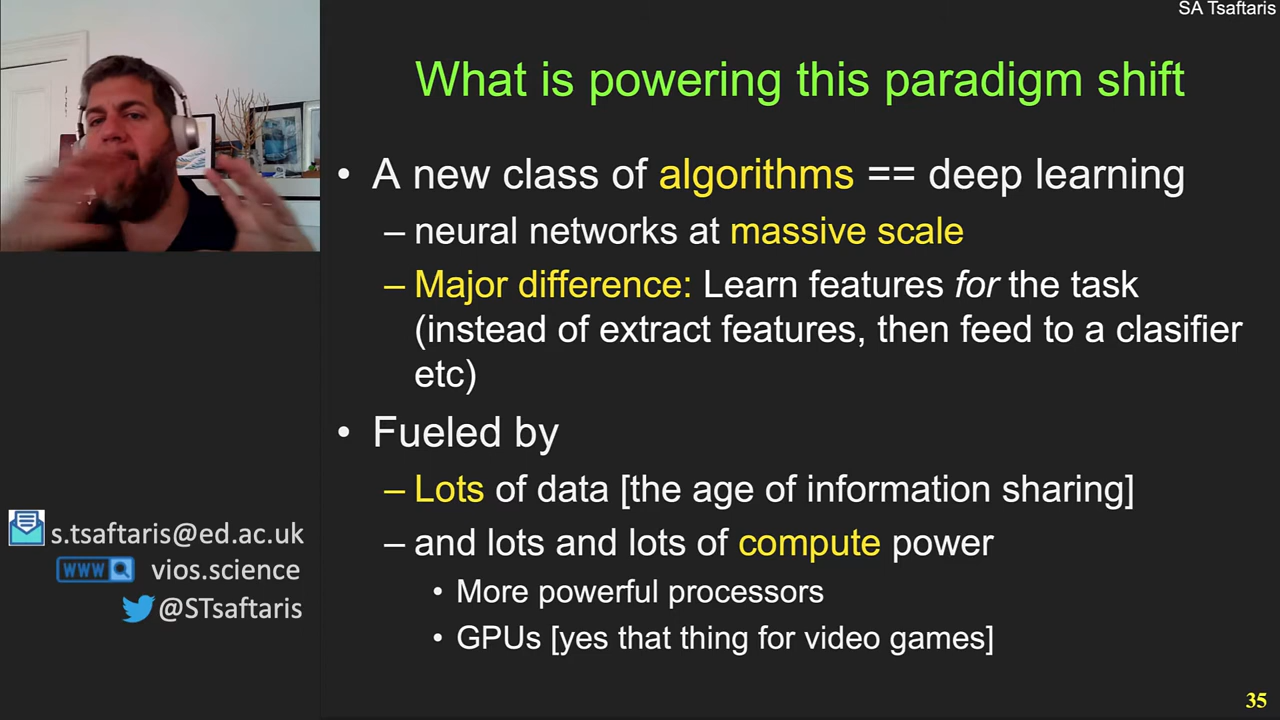 SA Tsaftaris
What is powering this paradigm shift
• A new class of algorithms == deep learning
– neural networks at massive scale
– Major difference: Learn features for the task
(instead of extract features, then feed to a clasifier
etc)
• Fueled by
– Lots of data [the age of information sharing]
– and lots and lots of compute power
• More powerful processors
• GPUs [yes that thing for video games]
s.tsaftaris@ed.ac.uk
www vios.science
@STsaftaris
35